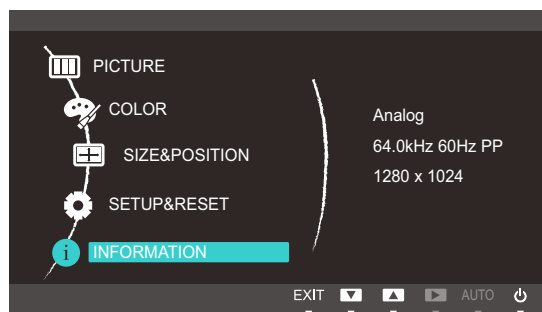 PICTURE
COLOR
SIZE&POSITION
SETUP&RESET
i INFORMATION
Analog
64.0kHz 60Hz PP
1280 x 1024
EXIT AUTO